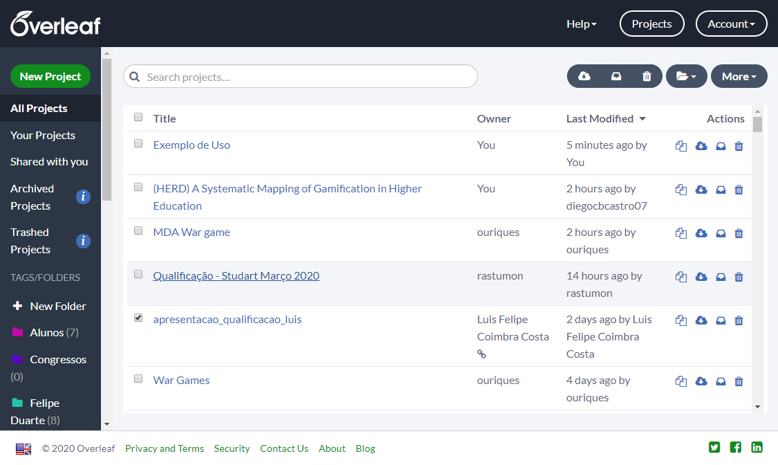 Overleaf
Help
Projects
Account
New Project
All Projects
Your Projects
Shared with you
Archived
Projects
i
Trashed
Projects
i
TAGS/FOLDERS
New Folder
Alunos (7)
Congressos
(0)
Felipe
Duarte (8)
Search projects...
More
Title Owner Last Modified Actions
Exemplo de Uso You 5 minutes ago by
You
(HERD) A Systematic Mapping of Gamification in Higher You 2 hours ago by
Education diegocbcastro07
MDA War game ouriques 2 hours ago by
ouriques
Qualificação - Studart Março 2020 rastumon 14 hours ago by
rastumon
apresentacao_qualificacao_luis Luis Felipe 2 days ago by Luis
Coimbra Costa Felipe Coimbra
Costa
War Games ouriques 4 days ago by
ouriques
© 2020 Overleaf Privacy and Terms Security Contact Us About Blog